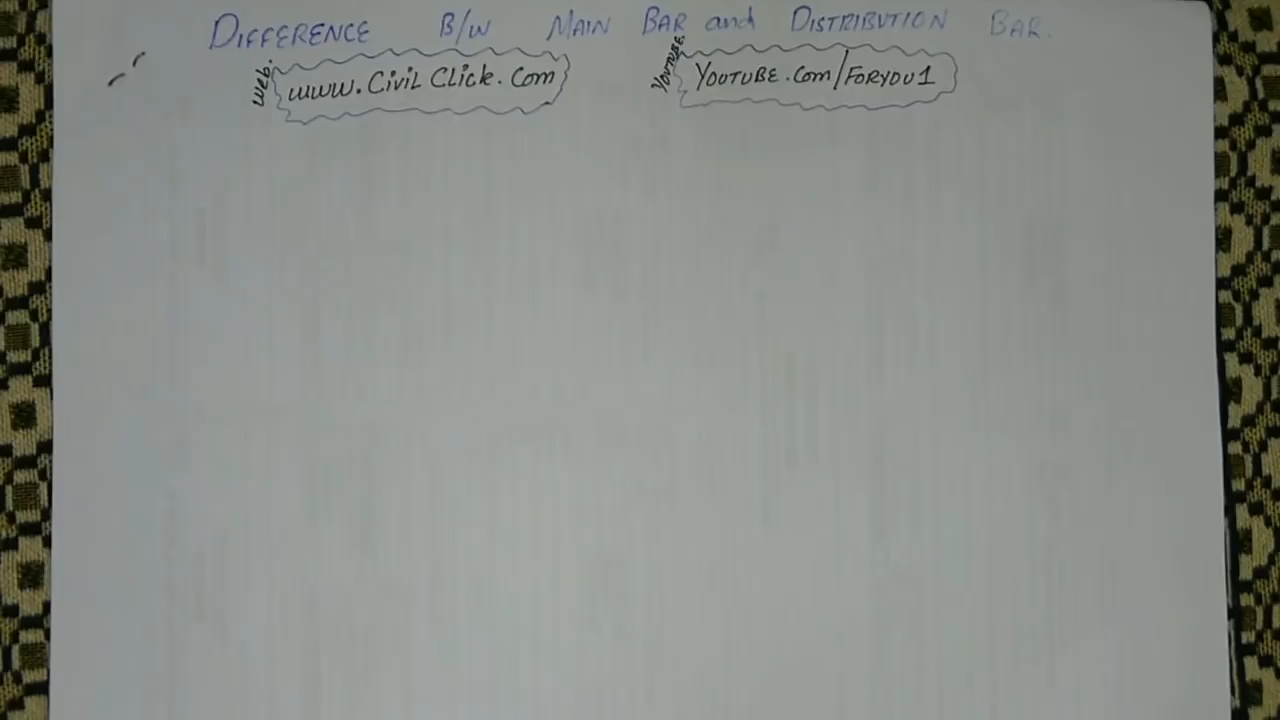 DIFFERENCE B/W MAIN BAR and DISTRIBUTION BAR.
Web. www.Civil Click.Com
YOUTUBE. YOUTUBE.Com/FORYOU1